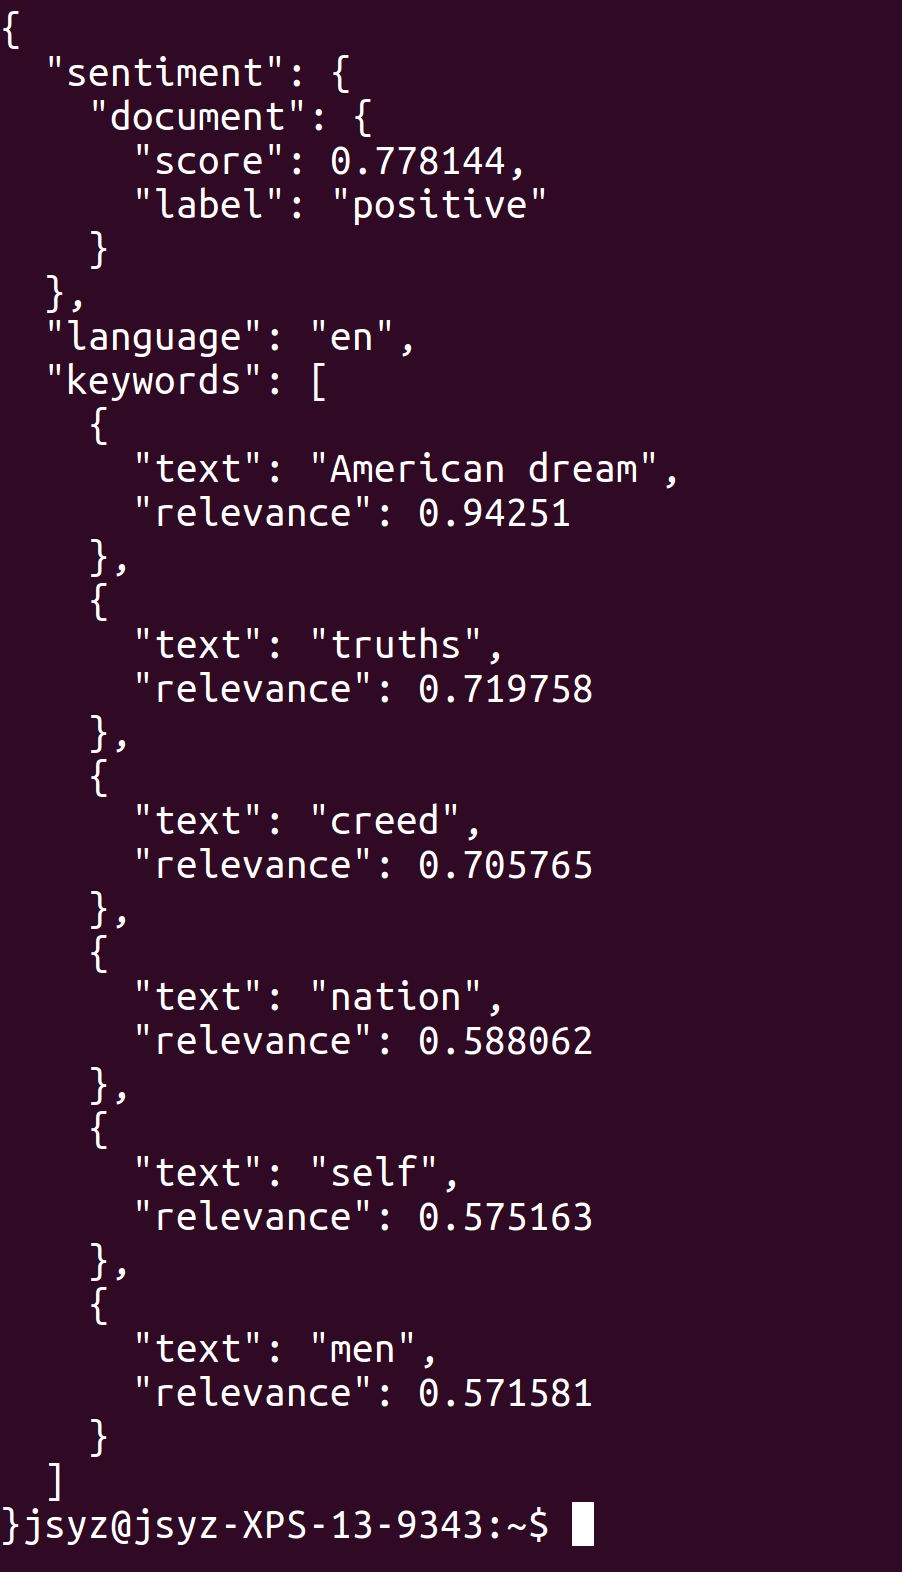 {
  "sentiment": {
    "document": {
      "score": 0.778144,
      "label": "positive"
    }
  },
  "language": "en",
  "keywords": [
    {
      "text": "American dream",
      "relevance": 0.94251
    },
    {
      "text": "truths",
      "relevance": 0.719758
    },
    {
      "text": "creed",
      "relevance": 0.705765
    },
    {
      "text": "nation",
      "relevance": 0.588062
    },
    {
      "text": "self",
      "relevance": 0.575163
    },
    {
      "text": "men",
      "relevance": 0.571581
    }
  ]
}jsyz@jsyz-XPS-13-9343:~$